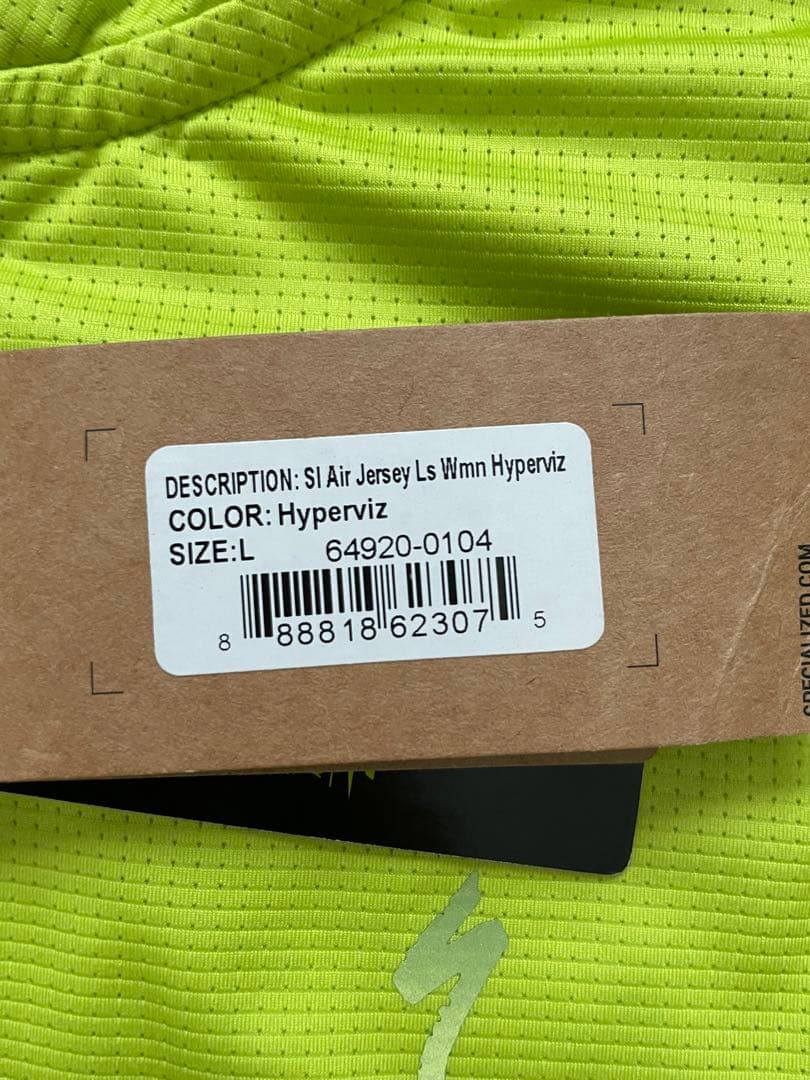 DESCRIPTION: Sl Air Jersey Ls Wmn Hyperviz
COLOR: Hyperviz
SIZE:L 64920-0104
8 88818 62307 5
SPECIALIZED.COM